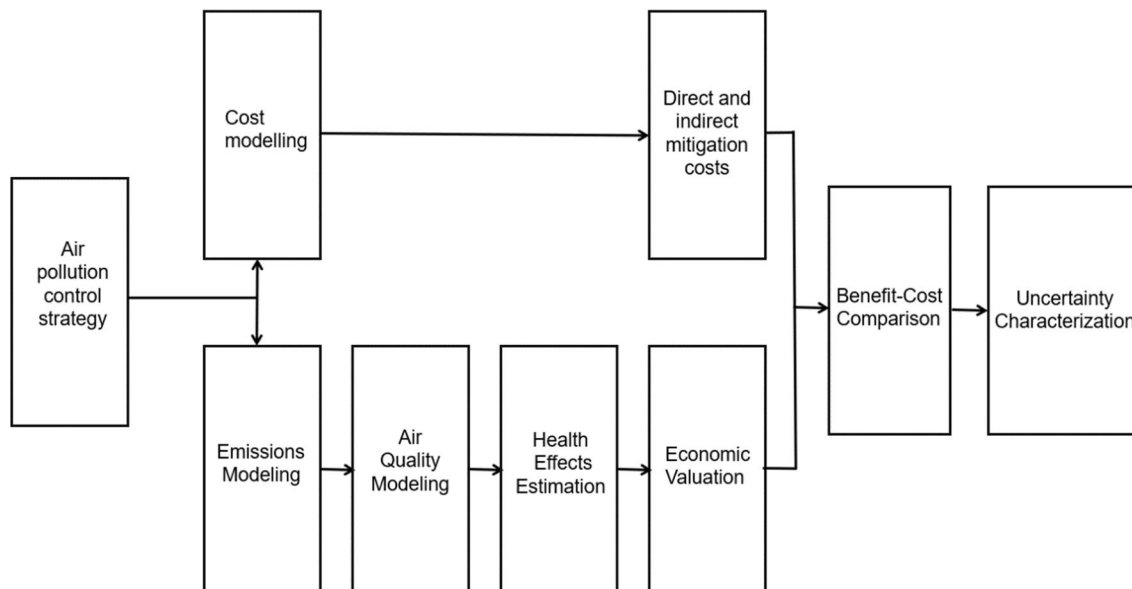 Air
pollution
control
strategy
Cost
modelling
Direct and
indirect
mitigation
costs
Emissions
Modeling
Air
Quality
Modeling
Health
Effects
Estimation
Economic
Valuation
Benefit-Cost
Comparison
Uncertainty
Characterization